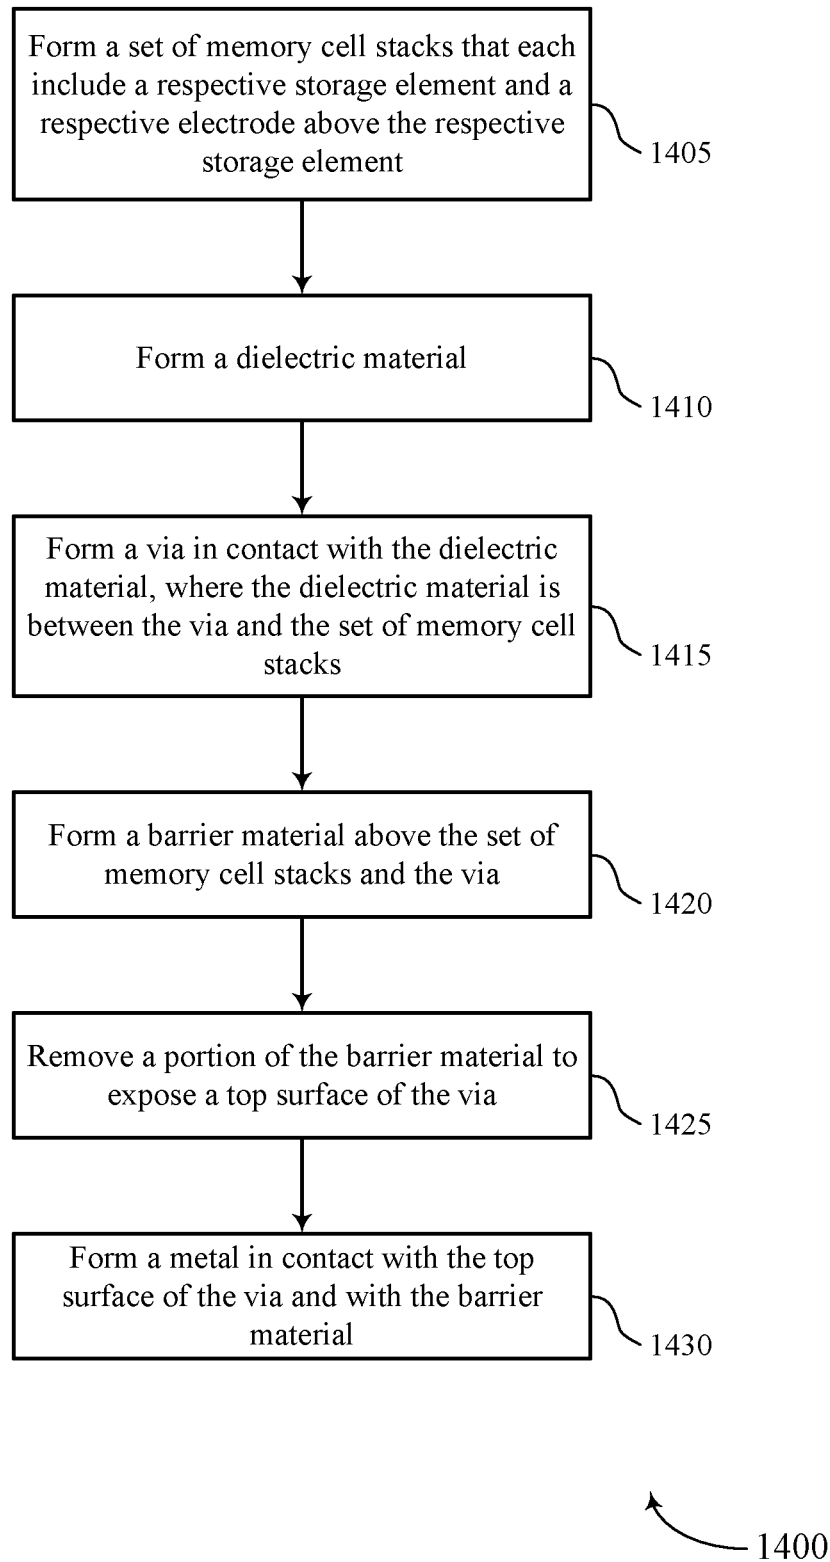 Form a set of memory cell stacks that each
include a respective storage element and a
respective electrode above the respective
storage element
1405
Form a dielectric material
1410
Form a via in contact with the dielectric
material, where the dielectric material is
between the via and the set of memory cell
stacks
1415
Form a barrier material above the set of
memory cell stacks and the via
1420
Remove a portion of the barrier material to
expose a top surface of the via
1425
Form a metal in contact with the top
surface of the via and with the barrier
material
1430
1400